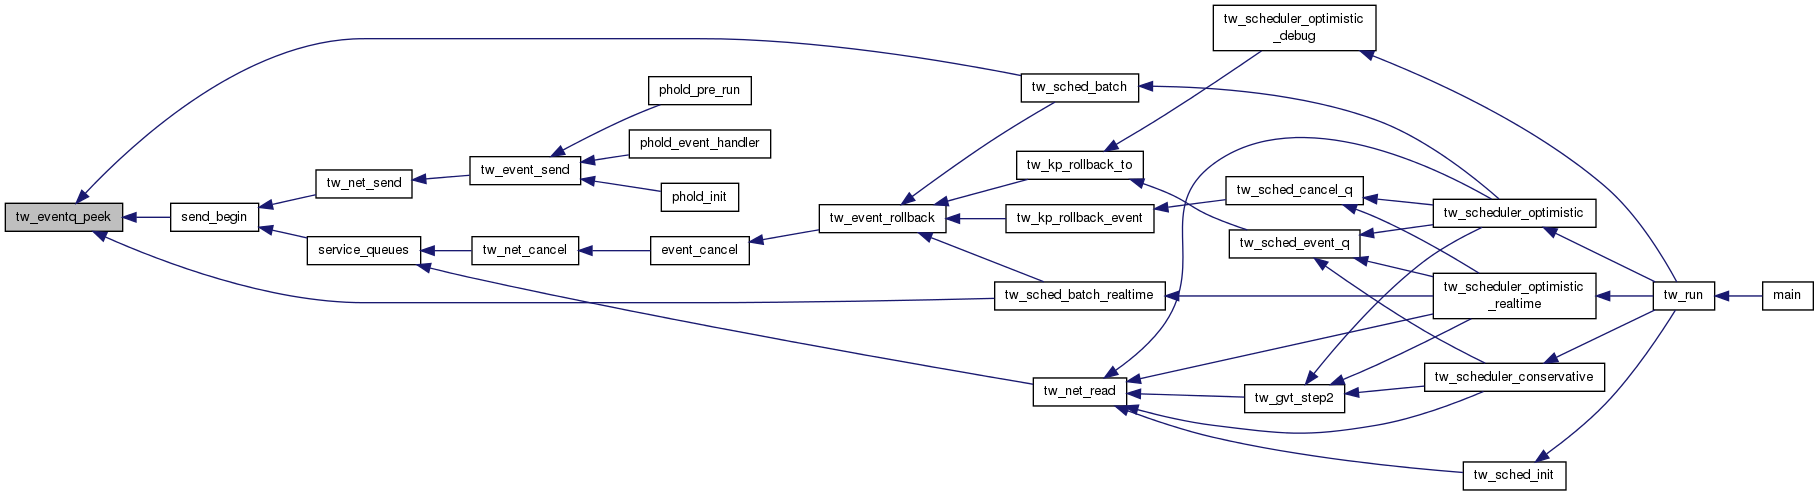 tw_scheduler_optimistic
_debug
tw_sched_batch
phold_pre_run
phold_event_handler
tw_kp_rollback_to
tw_event_send
tw_net_send
tw_sched_cancel_q
phold_init
tw_eventq_peek
send_begin
tw_event_rollback
tw_kp_rollback_event
tw_scheduler_optimistic
service_queues
tw_net_cancel
event_cancel
tw_sched_event_q
tw_sched_batch_realtime
tw_scheduler_optimistic
_realtime
tw_run
main
tw_scheduler_conservative
tw_net_read
tw_gvt_step2
tw_sched_init